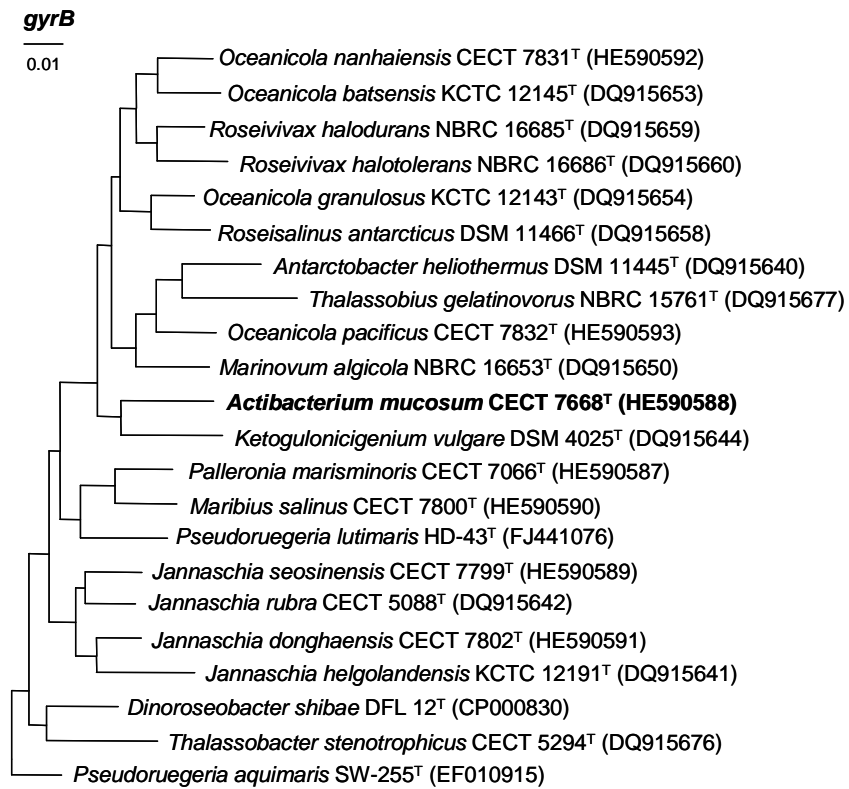 gyrB
0.01
Oceanicola nanhaiensis CECT 7831ᵀ (HE590592)
Oceanicola batsensis KCTC 12145ᵀ (DQ915653)
Roseivivax halodurans NBRC 16685ᵀ (DQ915659)
Roseivivax halotolerans NBRC 16686ᵀ (DQ915660)
Oceanicola granulosus KCTC 12143ᵀ (DQ915654)
Roseisalinus antarcticus DSM 11466ᵀ (DQ915658)
Antarctobacter heliothermus DSM 11445ᵀ (DQ915640)
Thalassobius gelatinovorus NBRC 15761ᵀ (DQ915677)
Oceanicola pacificus CECT 7832ᵀ (HE590593)
Marinovum algicola NBRC 16653ᵀ (DQ915650)
Actibacterium mucosum CECT 7668ᵀ (HE590588)
Ketogulonicigenium vulgare DSM 4025ᵀ (DQ915644)
Palleronia marisminoris CECT 7066ᵀ (HE590587)
Maribius salinus CECT 7800ᵀ (HE590590)
Pseudoruegeria lutimaris HD-43ᵀ (FJ441076)
Jannaschia seosinensis CECT 7799ᵀ (HE590589)
Jannaschia rubra CECT 5088ᵀ (DQ915642)
Jannaschia donghaensis CECT 7802ᵀ (HE590591)
Jannaschia helgolandensis KCTC 12191ᵀ (DQ915641)
Dinoroseobacter shibae DFL 12ᵀ (CP000830)
Thalassobacter stenotrophicus CECT 5294ᵀ (DQ915676)
Pseudoruegeria aquimaris SW-255ᵀ (EF010915)